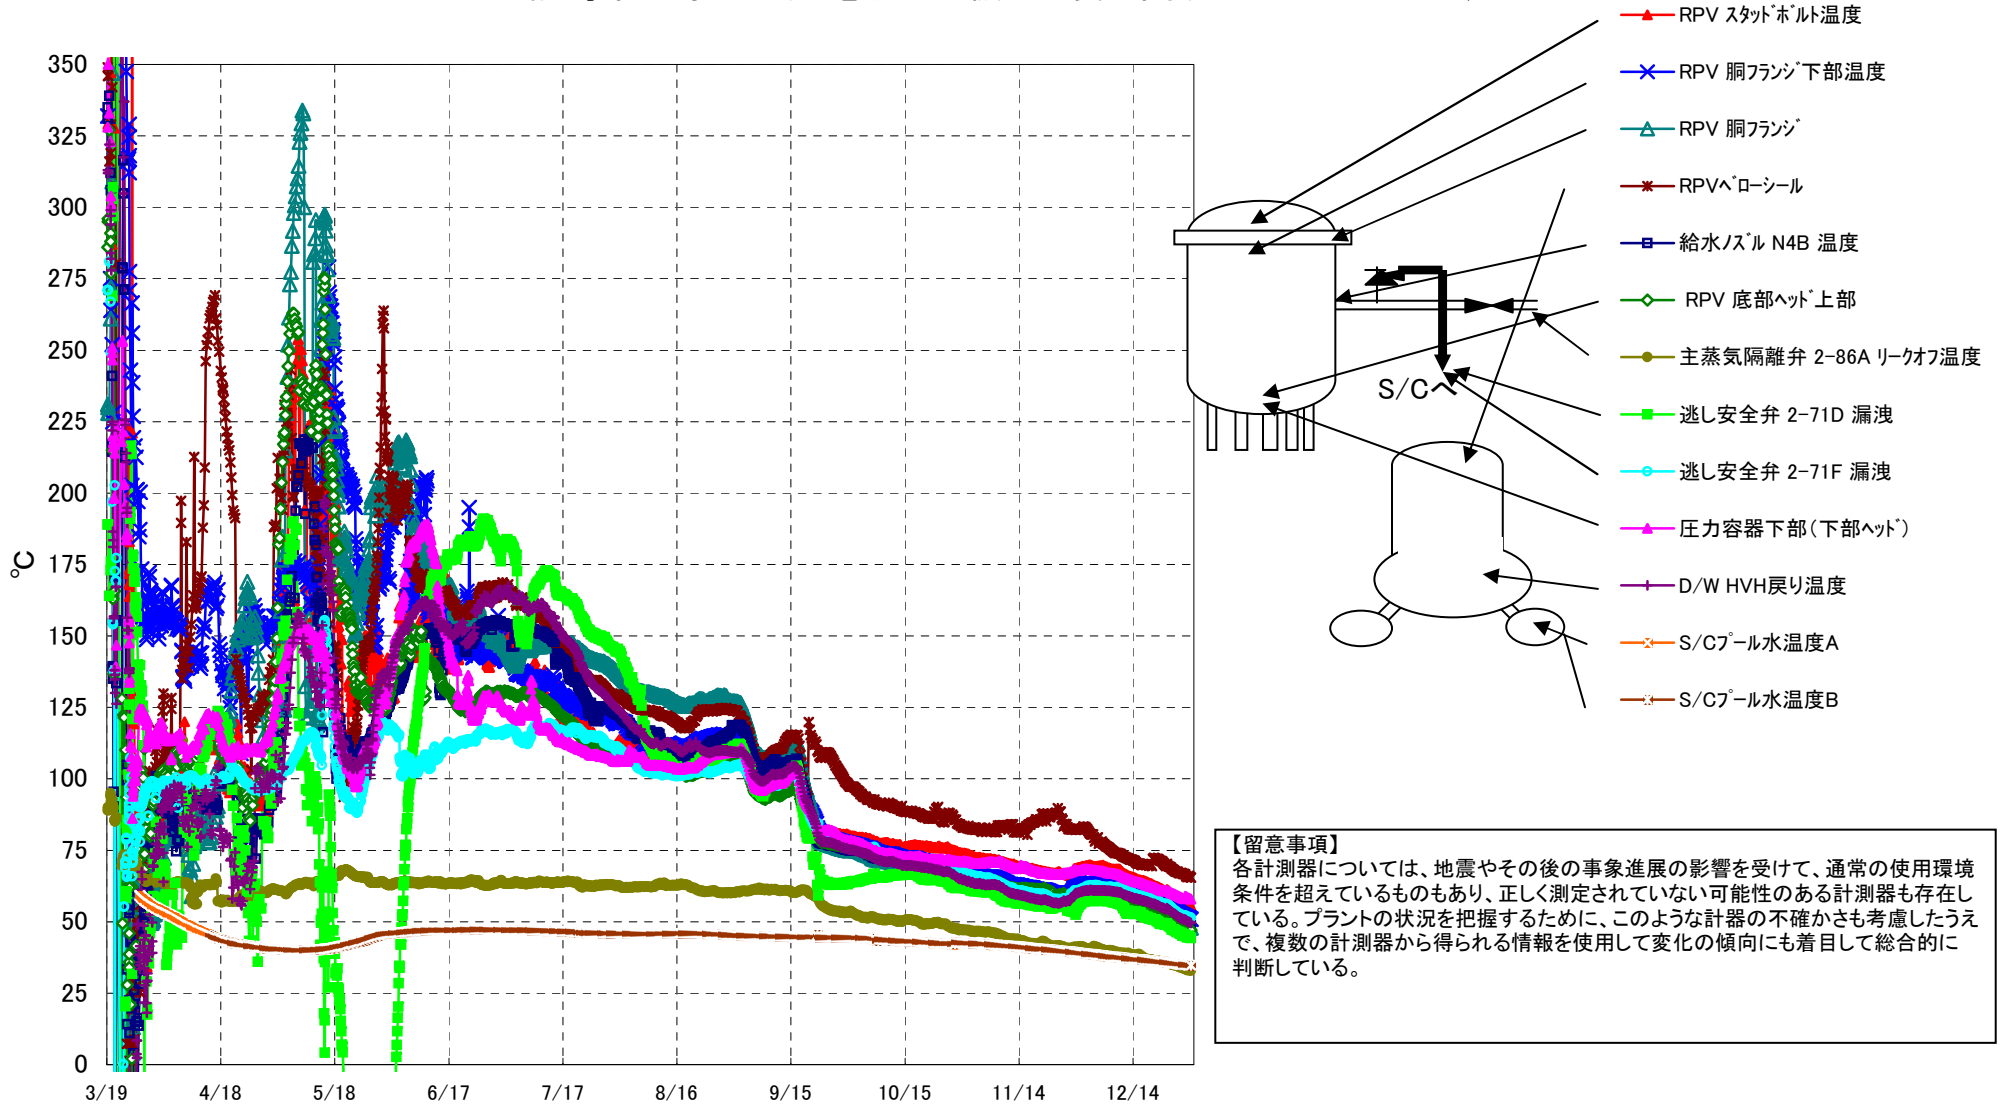 RPV スタッドボルト温度
RPV 胴フランジ下部温度
RPV 胴フランジ
RPVベローシール
給水ノズル N4B 温度
RPV 底部ヘッド上部
主蒸気隔離弁 2-86A リークオフ温度
逃し安全弁 2-71D 漏洩
逃し安全弁 2-71F 漏洩
圧力容器下部(下部ヘッド)
D/W HVH戻り温度
S/Cプール水温度A
S/Cプール水温度B
350
325
300
275
250
225
200
175
150
125
100
75
50
25
0
℃
3/19 4/18 5/18 6/17 7/17 8/16 9/15 10/15 11/14 12/14
S/Cへ
【留意事項】
各計測器については、地震やその後の事象進展の影響を受けて、通常の使用環境
条件を超えているものもあり、正しく測定されていない可能性のある計測器も存在し
ている。プラントの状況を把握するために、このような計器の不確かさも考慮したうえ
で、複数の計測器から得られる情報を使用して変化の傾向にも着目して総合的に
判断している。